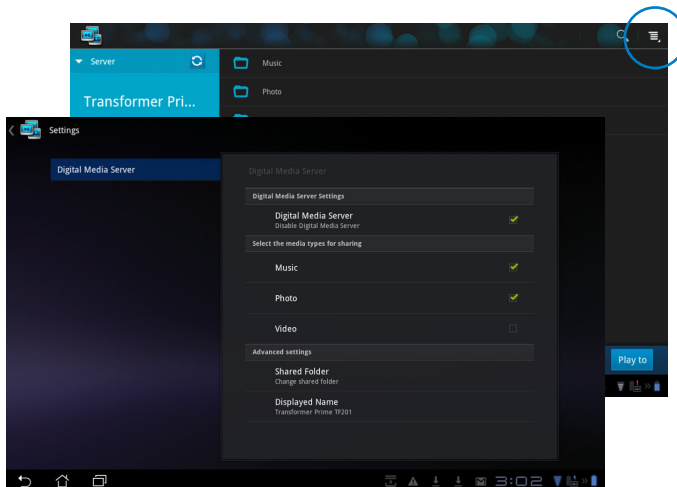 Server
Music
Transformer Pri...
Photo
Settings
Digital Media Server
Digital Media Server
Digital Media Server Settings
Digital Media Server
Disable Digital Media Server
Select the media types for sharing
Music
Photo
Video
Advanced settings
Shared Folder
Change shared folder
Displayed Name
Transformer Prime TF201
Play to
3:02